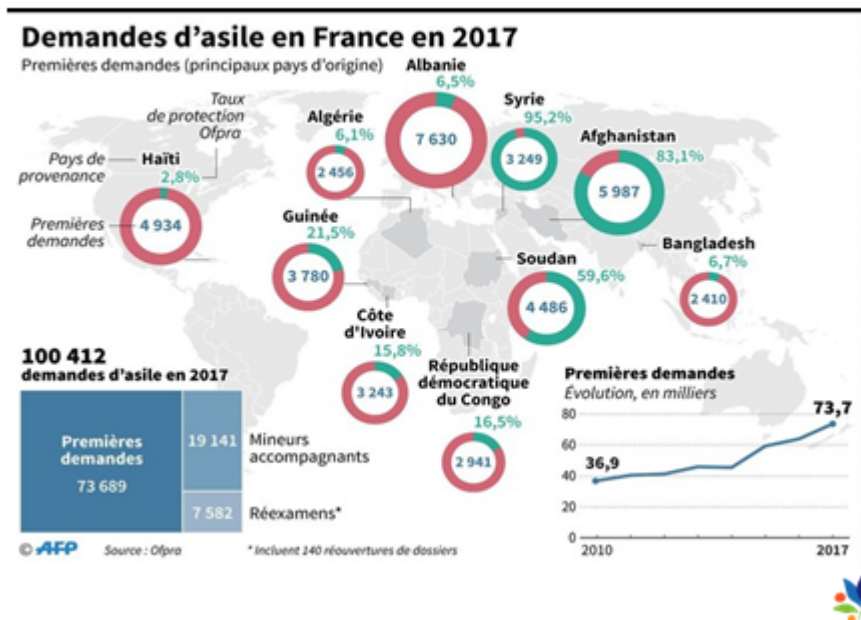 Demandes d'asile en France en 2017
Premières demandes (principaux pays d'origine)
Taux
de protection
Ofpra
Pays de
provenance
Premières
demandes
Haïti
2,8%
4 934
Algérie
6,1%
2 456
Albanie
6,5%
7 630
Syrie
95,2%
3 249
Afghanistan
83,1%
5 987
Guinée
21,5%
3 780
Soudan
59,6%
4 486
Bangladesh
6,7%
2 410
Côte
d'Ivoire
15,8%
3 243
République
démocratique
du Congo
16,5%
2 941
100 412
demandes d'asile en 2017
Premières
demandes
73 689
19 141
Mineurs
accompagnants
7 582
Réexamens*
Premières demandes
Évolution, en milliers
80
60
40
20
0
36,9
73,7
2010
2017
© AFP
Source : Ofpra
* Incluent 140 réouvertures de dossiers